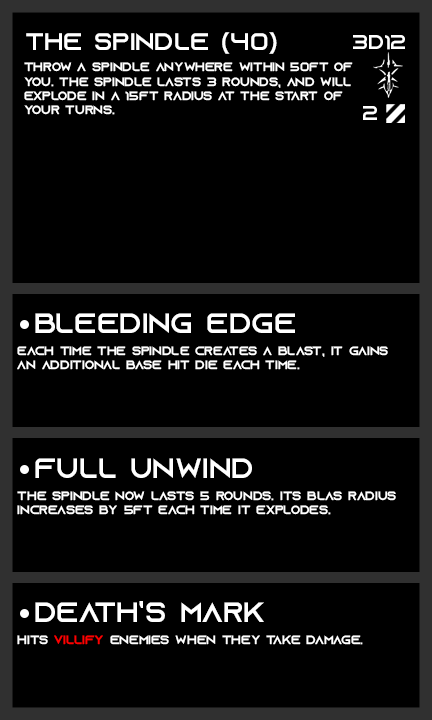 THE SPINDLE (40)
3D12
THROW A SPINDLE ANYWHERE WITHIN 50FT OF
YOU. THE SPINDLE LASTS 3 ROUNDS, AND WILL
EXPLODE IN A 15FT RADIUS AT THE START OF
YOUR TURNS.
2
•BLEEDING EDGE
EACH TIME THE SPINDLE CREATES A BLAST, IT GAINS
AN ADDITIONAL BASE HIT DIE EACH TIME.
•FULL UNWIND
THE SPINDLE NOW LASTS 5 ROUNDS. ITS BLAS RADIUS
INCREASES BY 5FT EACH TIME IT EXPLODES.
•DEATH'S MARK
HITS VILLIFY ENEMIES WHEN THEY TAKE DAMAGE.